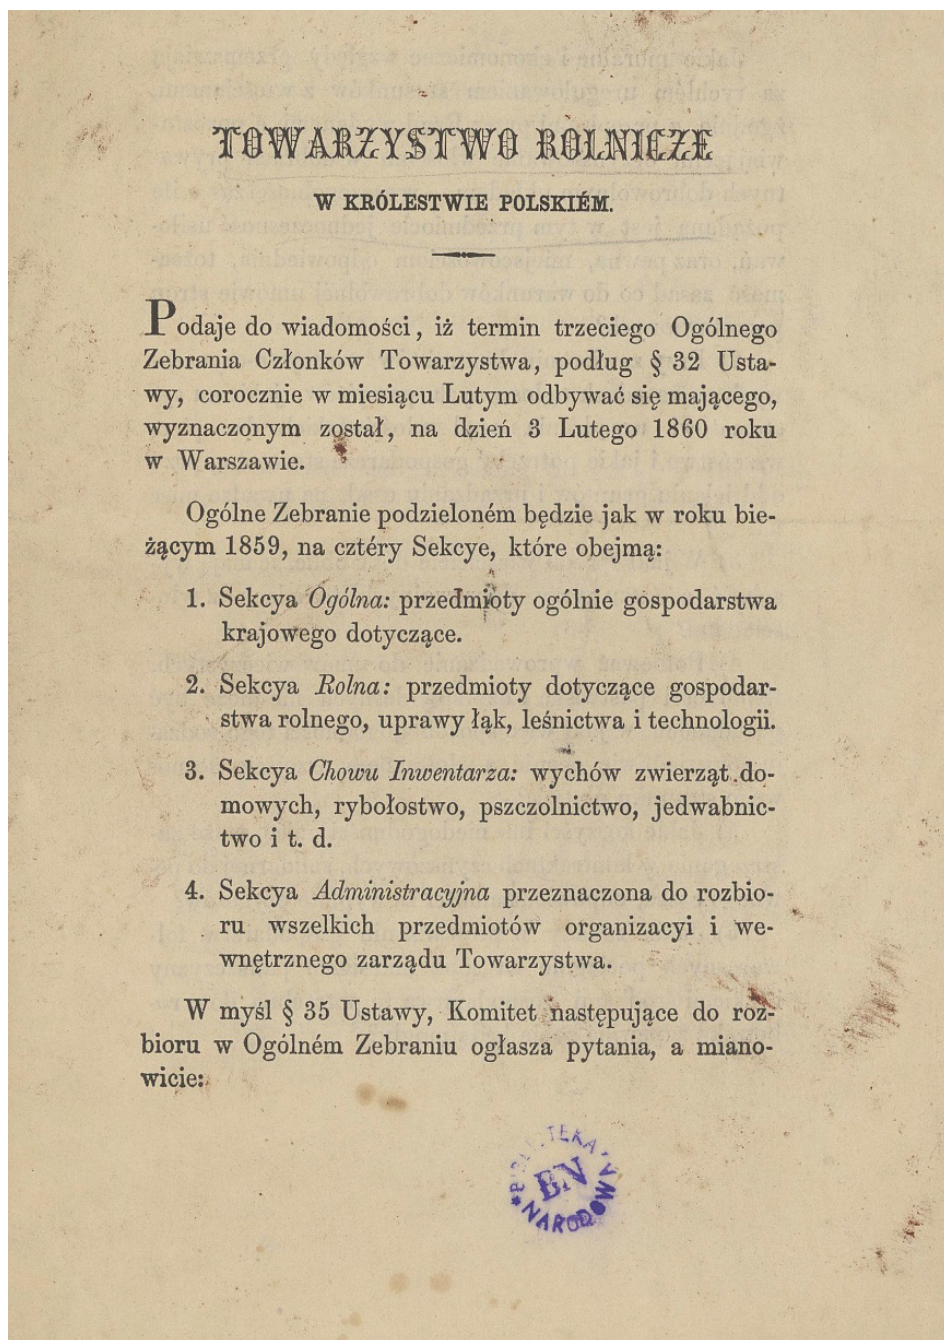 TOWARZYSTWO ROLNICZE
W KRÓLESTWIE POLSKIÉM.
Podaje do wiadomości, iż termin trzeciego Ogólnego
Zebrania Członków Towarzystwa, podług § 32 Usta-
wy, corocznie w miesiącu Lutym odbywać się mającego,
wyznaczonym został, na dzień 3 Lutego 1860 roku
w Warszawie.
Ogólne Zebranie podzieloném będzie jak w roku bie-
żącym 1859, na cztéry Sekcye, które obejmą:
1. Sekcya Ogólna: przedmioty ogólnie gospodarstwa
krajowego dotyczące.
2. Sekcya Rolna: przedmioty dotyczące gospodar-
stwa rolnego, uprawy łąk, leśnictwa i technologii.
3. Sekcya Chowu Inwentarza: wychów zwierząt do-
mowych, rybołostwo, pszczolnictwo, jedwabnic-
two i t. d.
4. Sekcya Administracyjna przeznaczona do rozbio-
ru wszelkich przedmiotów organizacyi i we-
wnętrznego zarządu Towarzystwa.
W myśl § 35 Ustawy, Komitet następujące do roz-
bioru w Ogólném Zebraniu ogłasza pytania, a miano-
wicie:
BIBLIOTEKA
BN
NARODOWA